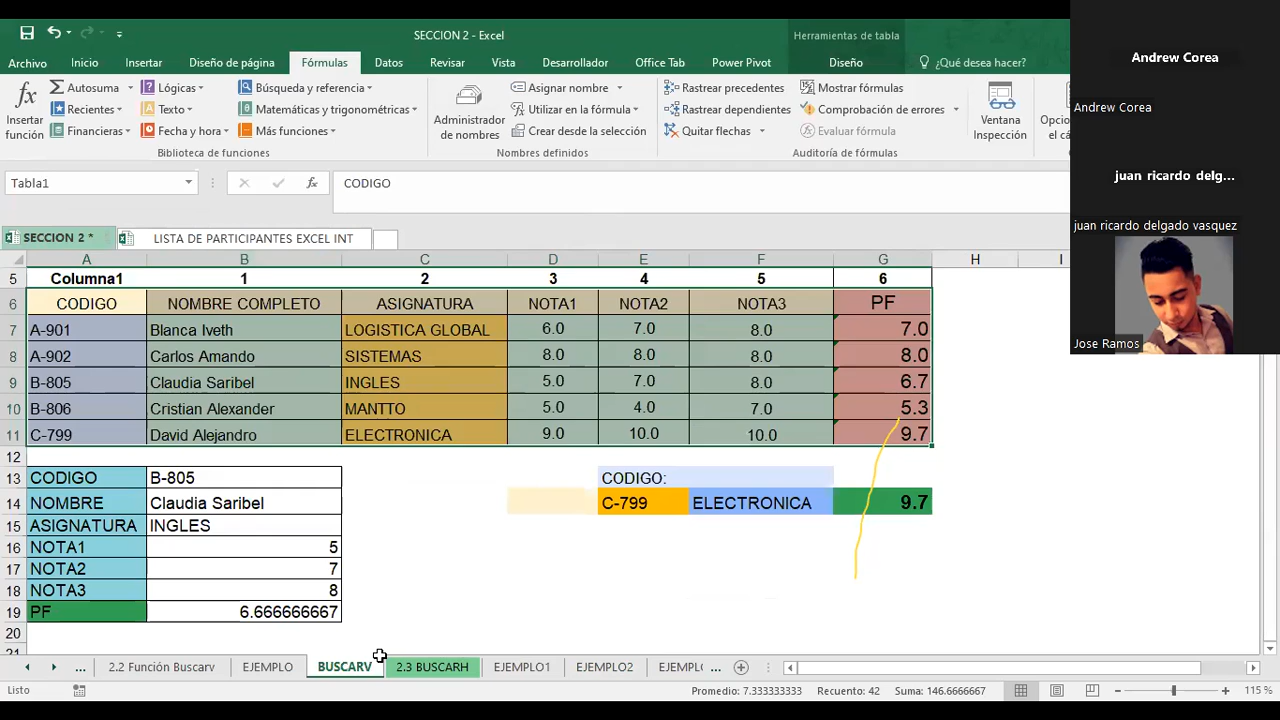 SECCION 2 - Excel
Herramientas de tabla
Andrew Corea
Archivo Inicio Insertar Diseño de página Fórmulas Datos Revisar Vista Desarrollador Office Tab Power Pivot Diseño ¿Qué desea hacer?
fx Insertar función
Autosuma
Recientes
Financieras
Lógicas
Texto
Fecha y hora
Búsqueda y referencia
Matemáticas y trigonométricas
Más funciones
Biblioteca de funciones
Administrador de nombres
Asignar nombre
Utilizar en la fórmula
Crear desde la selección
Nombres definidos
Rastrear precedentes
Rastrear dependientes
Quitar flechas
Mostrar fórmulas
Comprobación de errores
Evaluar fórmula
Auditoría de fórmulas
Ventana Inspección
Andrew Corea
juan ricardo delg...
juan ricardo delgado vasquez
Jose Ramos
Tabla1 fx CODIGO
SECCION 2 * LISTA DE PARTICIPANTES EXCEL INT
A B C D E F G H I
5 Columna1 1 2 3 4 5 6
6 CODIGO NOMBRE COMPLETO ASIGNATURA NOTA1 NOTA2 NOTA3 PF
7 A-901 Blanca Iveth LOGISTICA GLOBAL 6.0 7.0 8.0 7.0
8 A-902 Carlos Amando SISTEMAS 8.0 8.0 8.0 8.0
9 B-805 Claudia Saribel INGLES 5.0 7.0 8.0 6.7
10 B-806 Cristian Alexander MANTTO 5.0 4.0 7.0 5.3
11 C-799 David Alejandro ELECTRONICA 9.0 10.0 10.0 9.7
12
13 CODIGO B-805 CODIGO:
14 NOMBRE Claudia Saribel C-799 ELECTRONICA 9.7
15 ASIGNATURA INGLES
16 NOTA1 5
17 NOTA2 7
18 NOTA3 8
19 PF 6.666666667
20
21
... 2.2 Función Buscarv EJEMPLO BUSCARV 2.3 BUSCARH EJEMPLO1 EJEMPLO2 EJEMPL ...
Listo Promedio: 7.333333333 Recuento: 42 Suma: 146.6666667 115 %